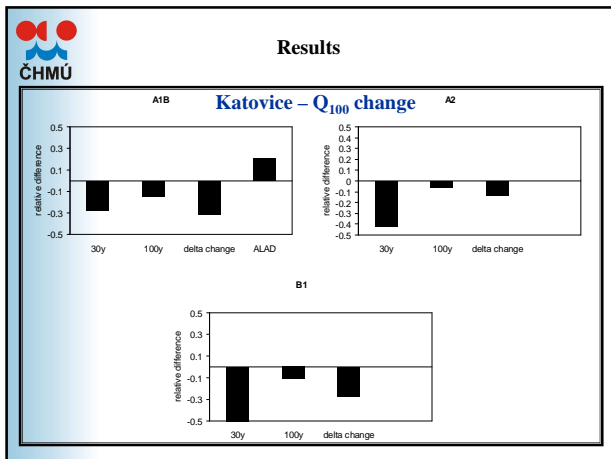 Results
ČHMÚ
Katovice – Q100 change
A1B
0.5
0.3
0.1
-0.1
-0.3
-0.5
relative difference
30y 100y delta change ALAD
A2
0.5
0.4
0.3
0.2
0.1
0
-0.1
-0.2
-0.3
-0.4
-0.5
relative difference
30y 100y delta change
B1
0.5
0.3
0.1
-0.1
-0.3
-0.5
relative difference
30y 100y delta change